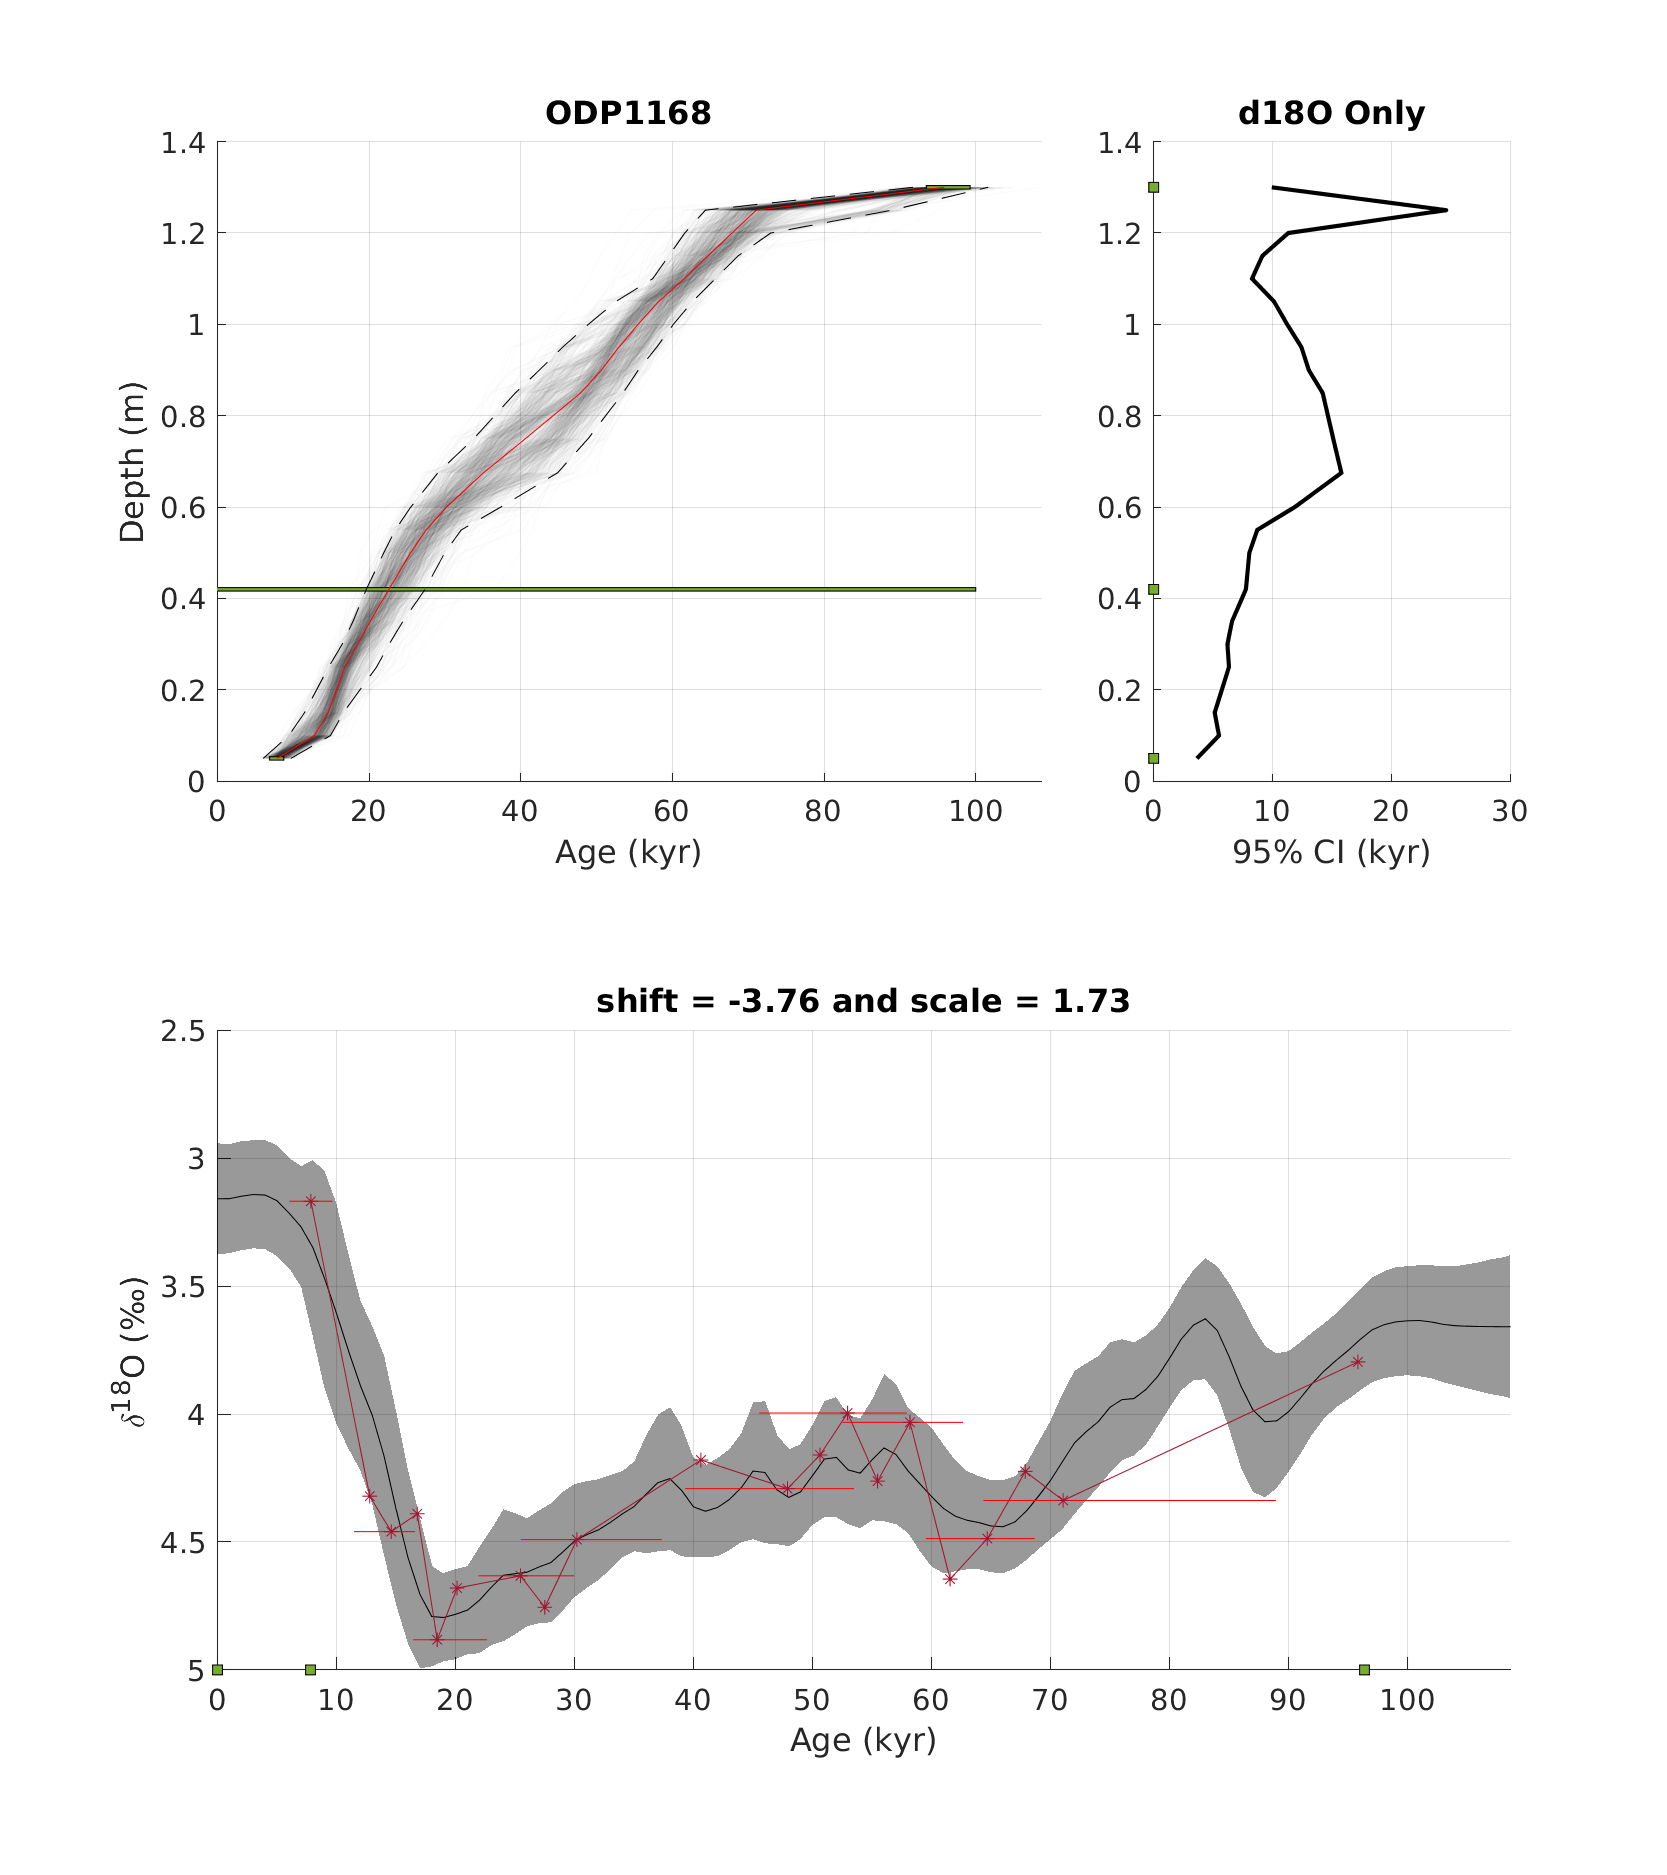 ODP1168
1.4
1.2
1
0.8
0.6
0.4
0.2
0
Depth (m)
0 20 40 60 80 100
Age (kyr)
d18O Only
1.4
1.2
1
0.8
0.6
0.4
0.2
0
0 10 20 30
95% CI (kyr)
shift = -3.76 and scale = 1.73
2.5
3
3.5
4
4.5
5
δ¹⁸O (‰)
0 10 20 30 40 50 60 70 80 90 100
Age (kyr)